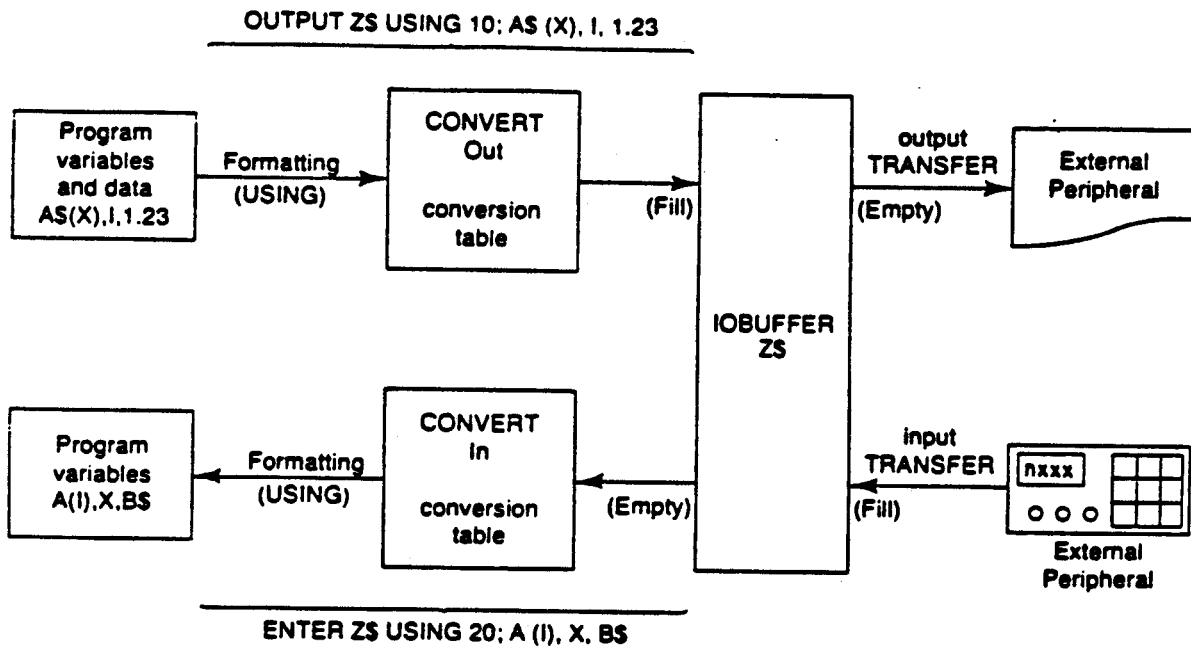 OUTPUT Z$ USING 10; A$ (X), I, 1.23
Program
variables
and data
A$(X),I,1.23
Formatting
(USING)
CONVERT
Out
conversion
table
(Fill)
IOBUFFER
Z$
output
TRANSFER
(Empty)
External
Peripheral
Program
variables
A(I),X,B$
Formatting
(USING)
CONVERT
In
conversion
table
(Empty)
input
TRANSFER
(Fill)
nxxx
External
Peripheral
ENTER Z$ USING 20; A (I), X, B$